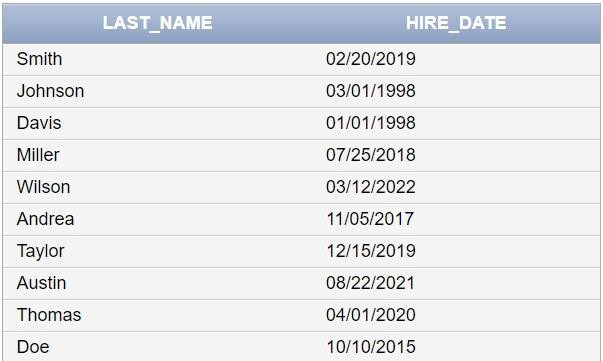 LAST_NAME HIRE_DATE
Smith 02/20/2019
Johnson 03/01/1998
Davis 01/01/1998
Miller 07/25/2018
Wilson 03/12/2022
Andrea 11/05/2017
Taylor 12/15/2019
Austin 08/22/2021
Thomas 04/01/2020
Doe 10/10/2015